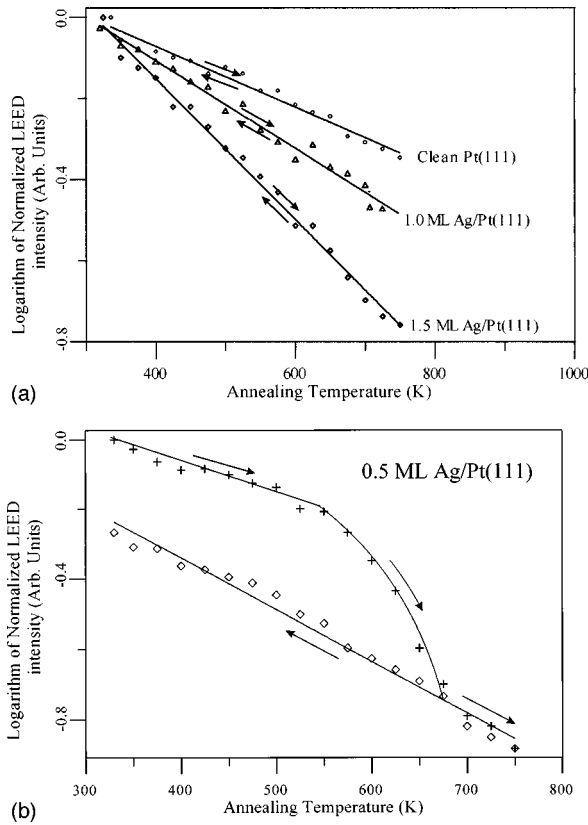 (a)
Logarithm of Normalized LEED
intensity (Arb. Units)
0.0
-0.4
-0.8
Clean Pt(111)
1.0 ML Ag/Pt(111)
1.5 ML Ag/Pt(111)
400 600 800 1000
Annealing Temperature (K)
(b)
Logarithm of Normalized LEED
intensity (Arb. Units)
0.0
-0.4
-0.8
0.5 ML Ag/Pt(111)
300 400 500 600 700 800
Annealing Temperature (K)